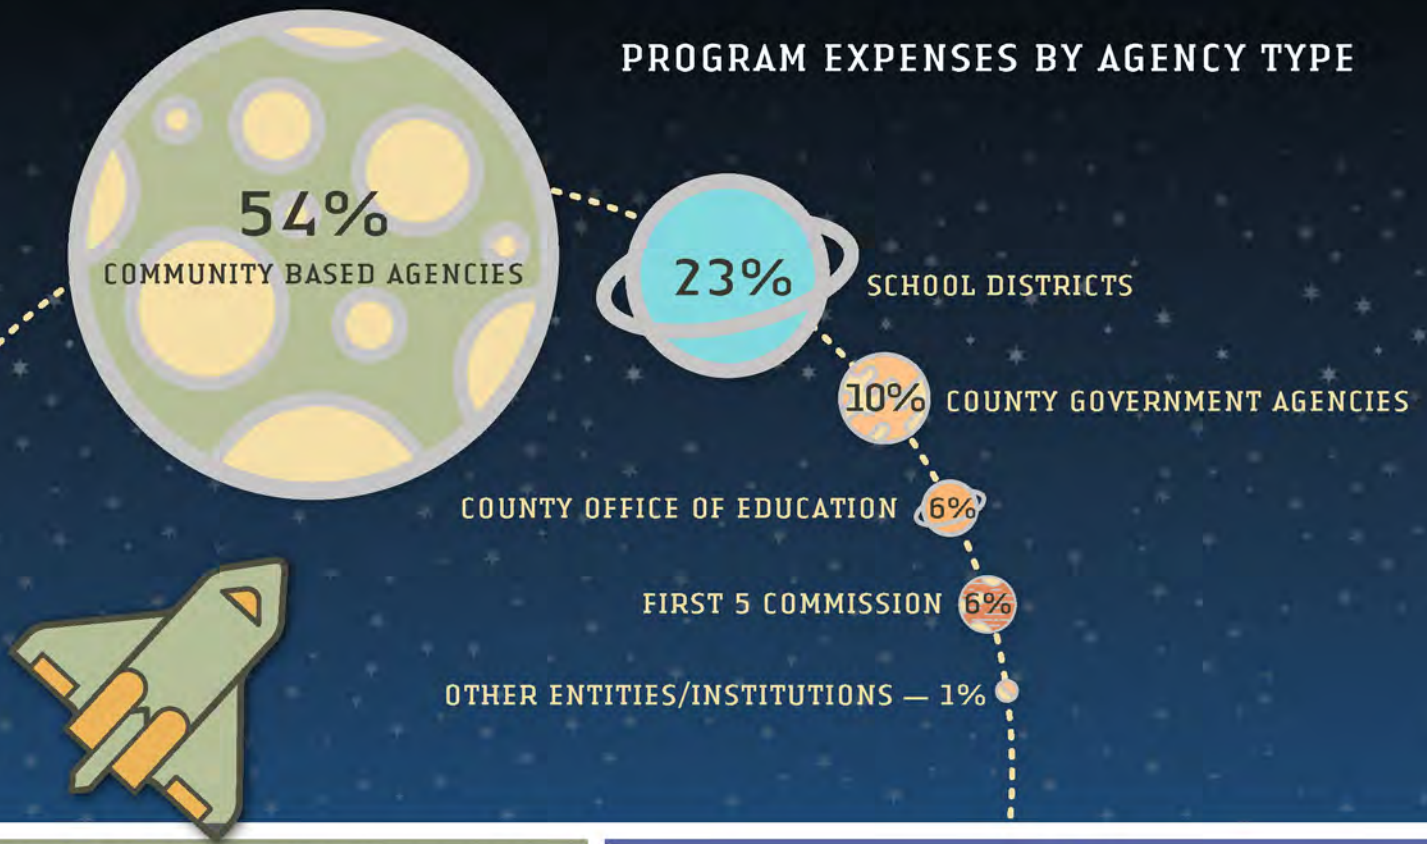 PROGRAM EXPENSES BY AGENCY TYPE
54%
COMMUNITY BASED AGENCIES
23%
SCHOOL DISTRICTS
10%
COUNTY GOVERNMENT AGENCIES
COUNTY OFFICE OF EDUCATION
6%
FIRST 5 COMMISSION
6%
OTHER ENTITIES/INSTITUTIONS — 1%